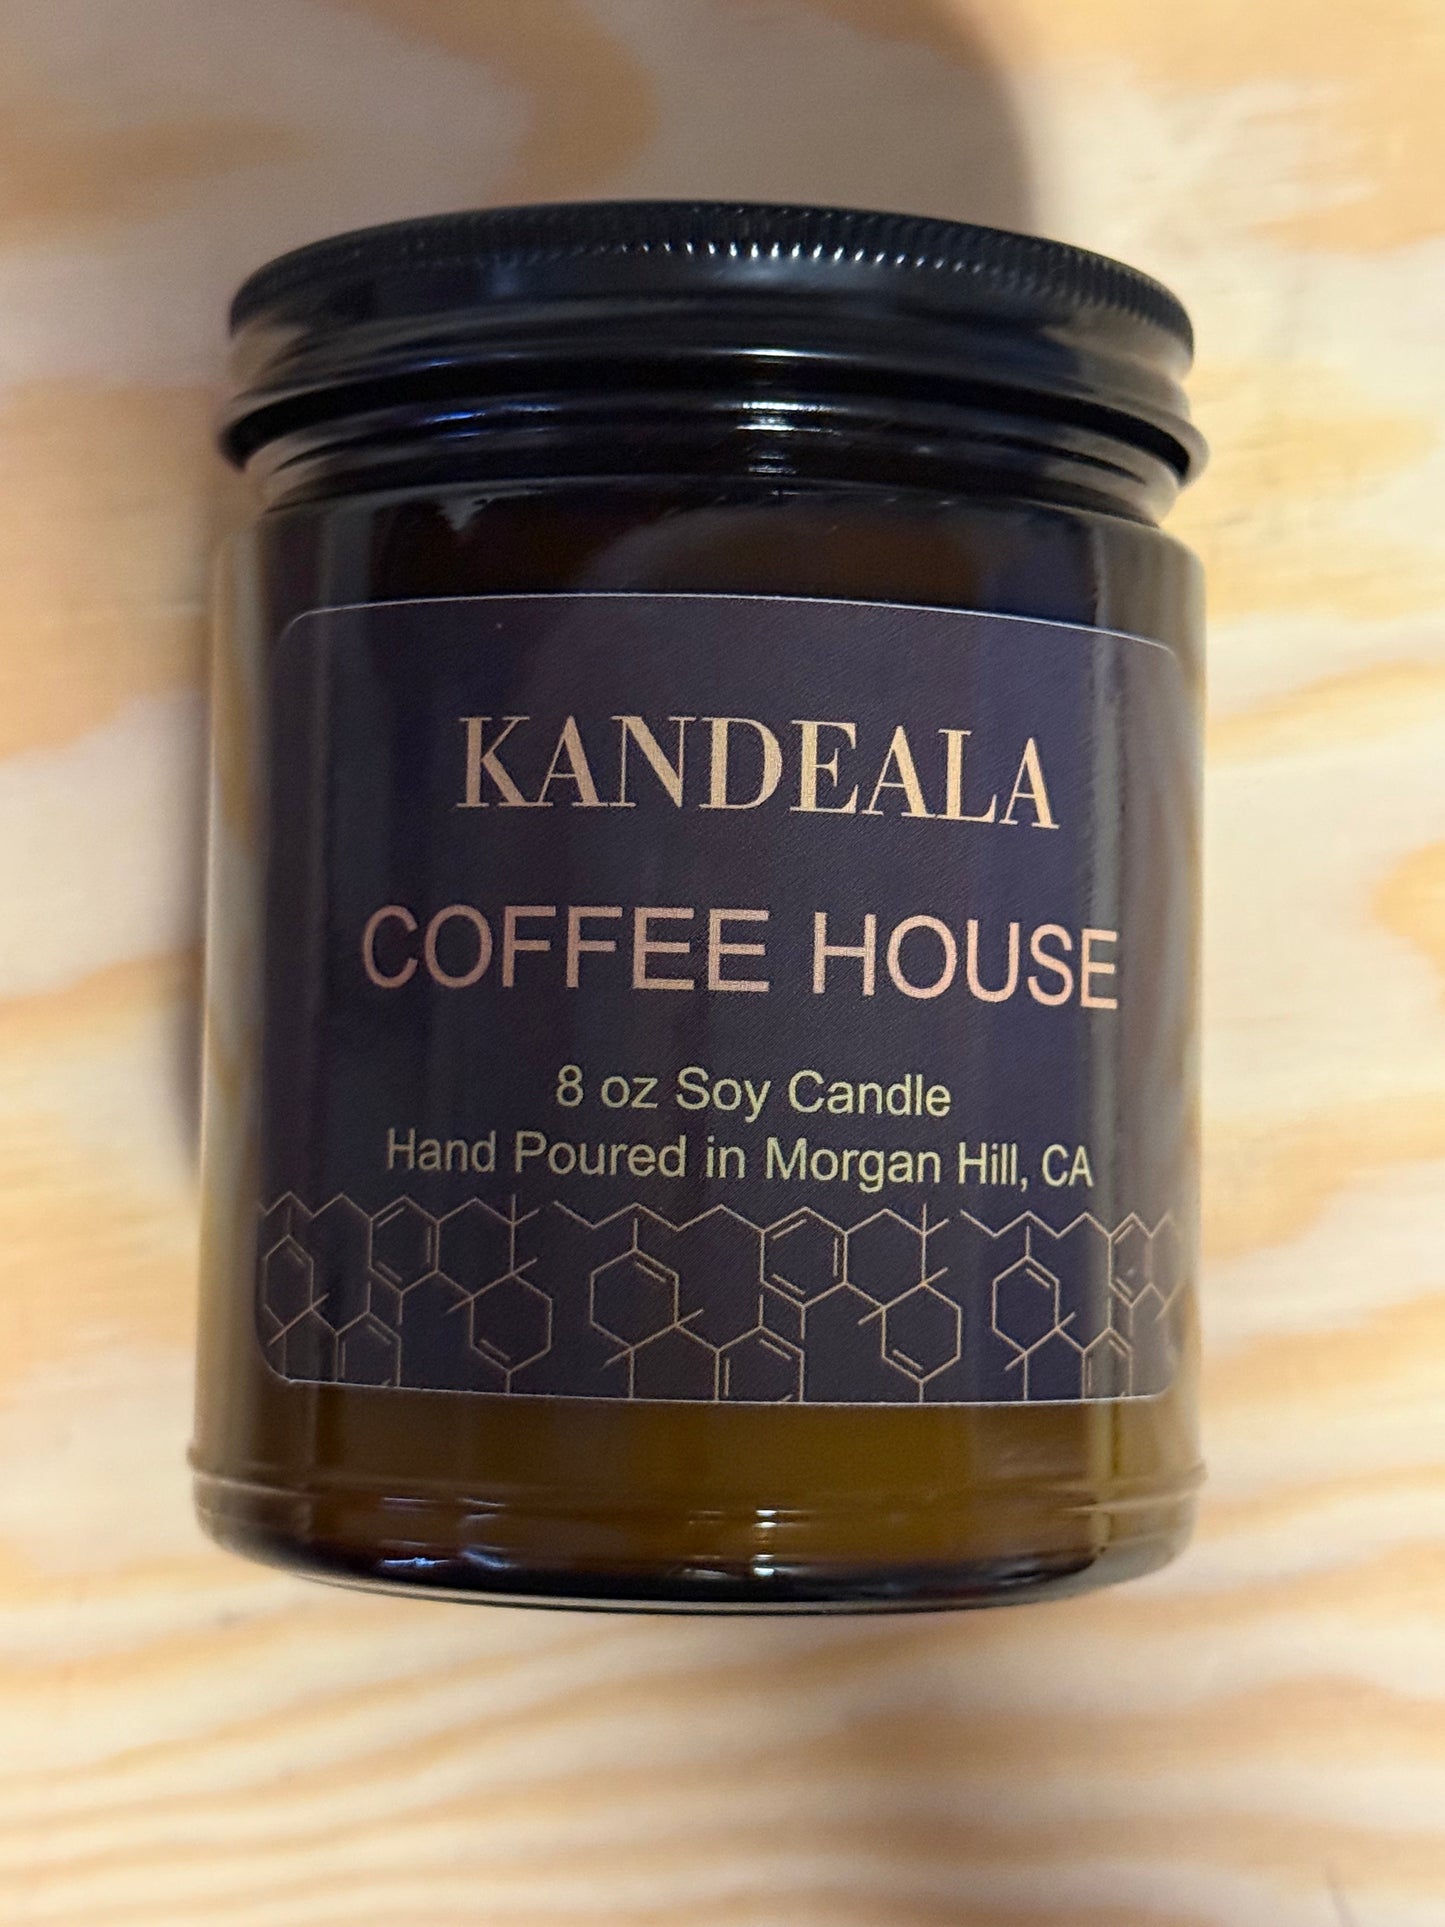 KANDEALA
COFFEE HOUSE
8 oz Soy Candle
Hand Poured in Morgan Hill, CA